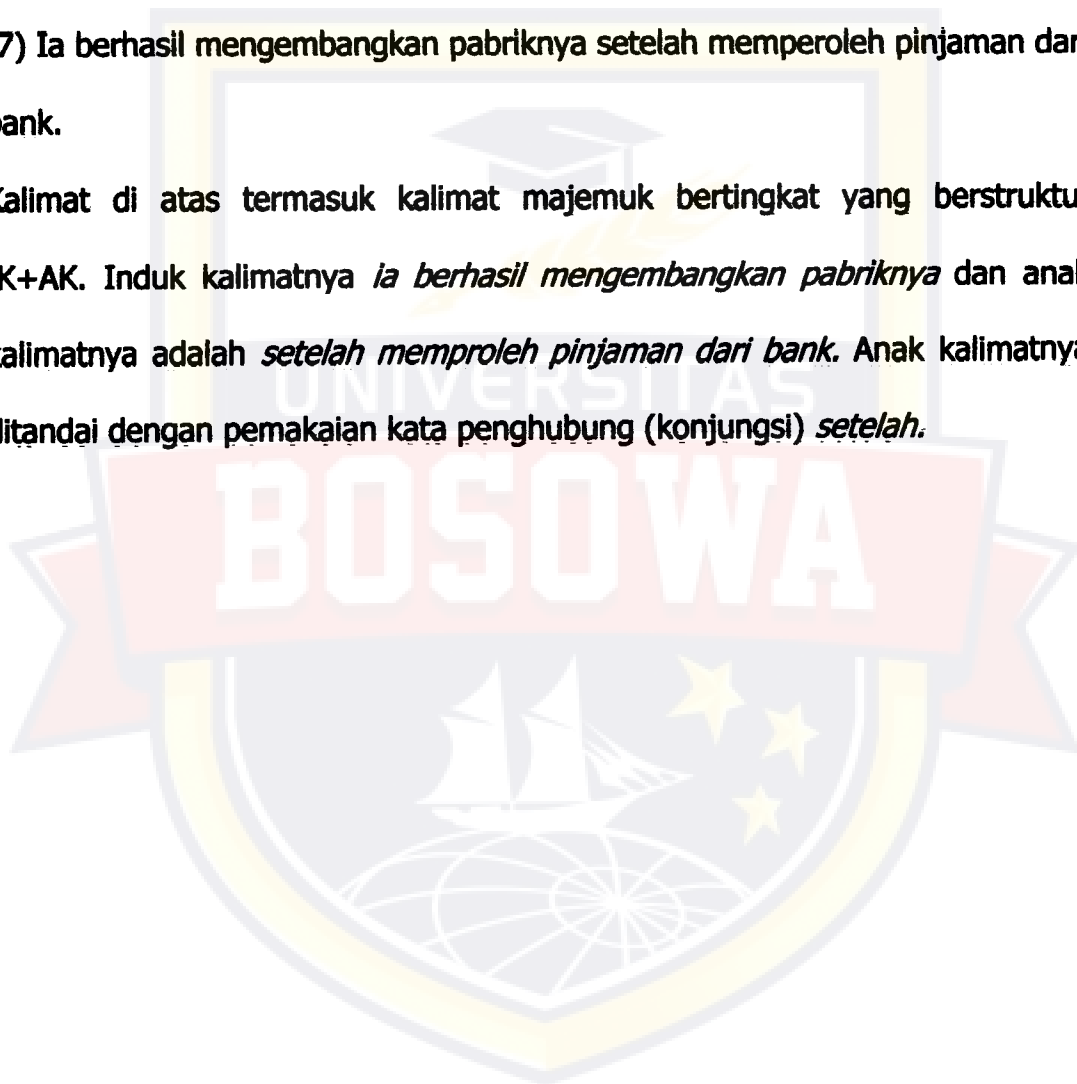 7) Ia berhasil mengembangkan pabriknya setelah memperoleh pinjaman dar
bank.
Kalimat di atas termasuk kalimat majemuk bertingkat yang berstruktu
IK+AK. Induk kalimatnya ia berhasil mengembangkan pabriknya dan anal
kalimatnya adalah setelah memproleh pinjaman dari bank. Anak kalimatnya
ditandai dengan pemakaian kata penghubung (konjungsi) setelah.
UNIVERSITAS
BOSOWA